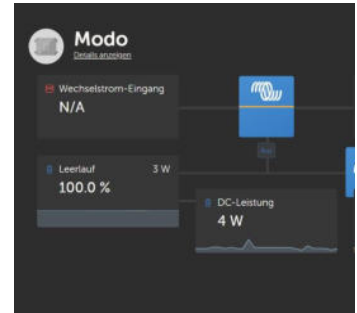 Modo
Details anzeigen
Wechselstrom-Eingang
N/A
Leerlauf 3 W
100.0 %
DC-Leistung
4 W